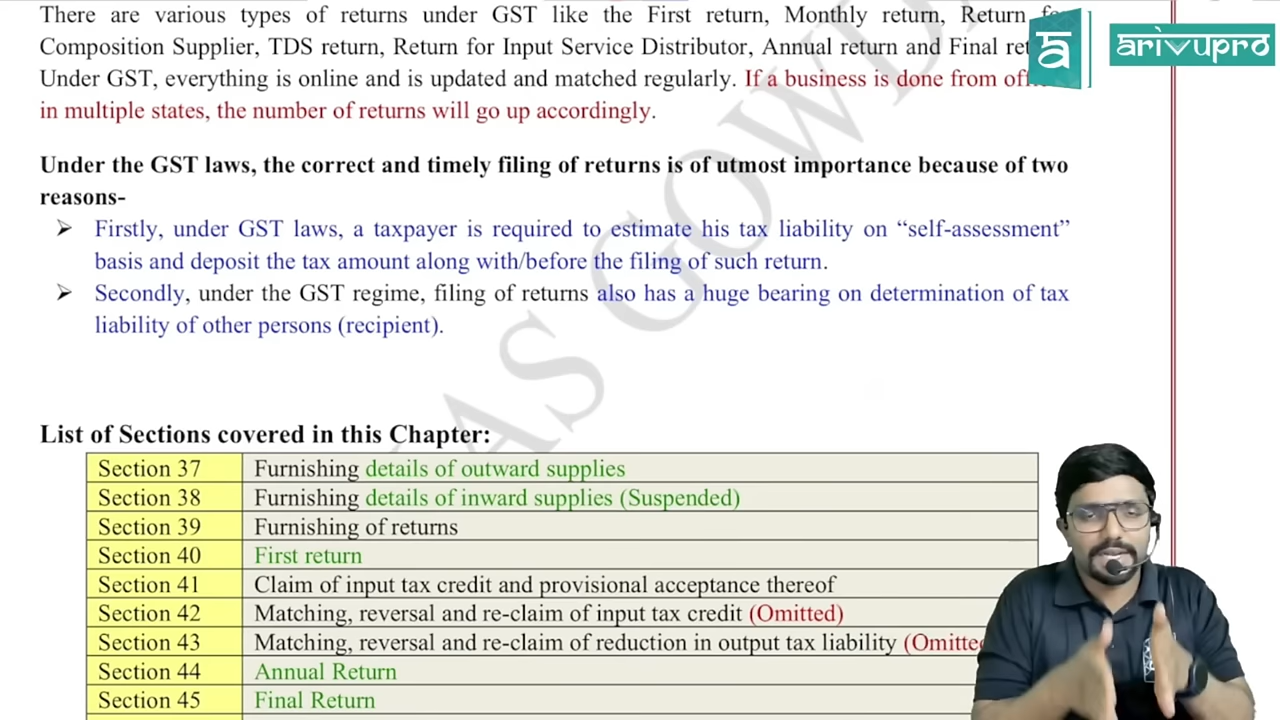 There are various types of returns under GST like the First return, Monthly return, Return
Composition Supplier, TDS return, Return for Input Service Distributor, Annual return and Final
Under GST, everything is online and is updated and matched regularly. If a business is done from
in multiple states, the number of returns will go up accordingly.
arivupro
Under the GST laws, the correct and timely filing of returns is of utmost importance because of two
reasons-
➢ Firstly, under GST laws, a taxpayer is required to estimate his tax liability on “self-assessment”
basis and deposit the tax amount along with/before the filing of such return.
➢ Secondly, under the GST regime, filing of returns also has a huge bearing on determination of tax
liability of other persons (recipient).
List of Sections covered in this Chapter:
Section 37 Furnishing details of outward supplies
Section 38 Furnishing details of inward supplies (Suspended)
Section 39 Furnishing of returns
Section 40 First return
Section 41 Claim of input tax credit and provisional acceptance thereof
Section 42 Matching, reversal and re-claim of input tax credit (Omitted)
Section 43 Matching, reversal and re-claim of reduction in output tax liability
Section 44 Annual Return
Section 45 Final Return